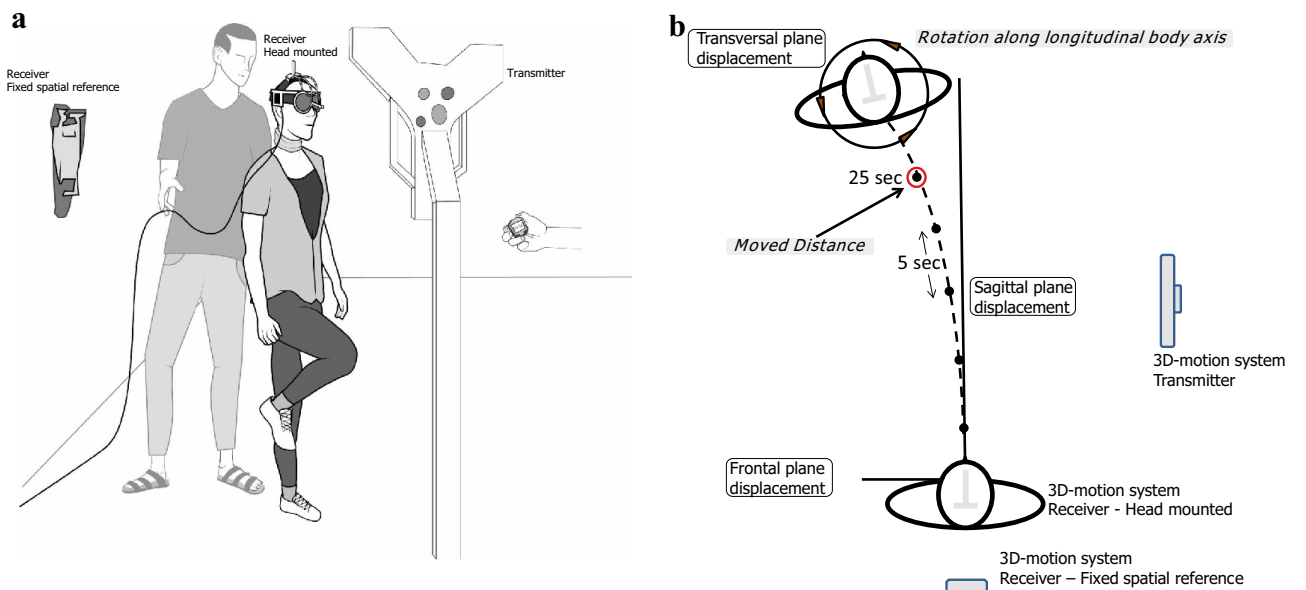 a
Receiver
Fixed spatial reference
Receiver
Head mounted
Transmitter
b
Transversal plane
displacement
Rotation along longitudinal body axis
25 sec
Moved Distance
5 sec
Sagittal plane
displacement
3D-motion system
Transmitter
Frontal plane
displacement
3D-motion system
Receiver - Head mounted
3D-motion system
Receiver – Fixed spatial reference